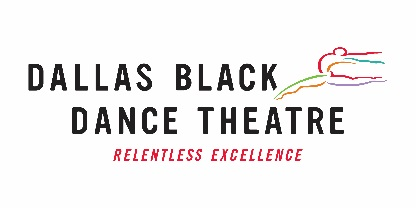 DALLAS BLACK
DANCE THEATRE
RELENTLESS EXCELLENCE